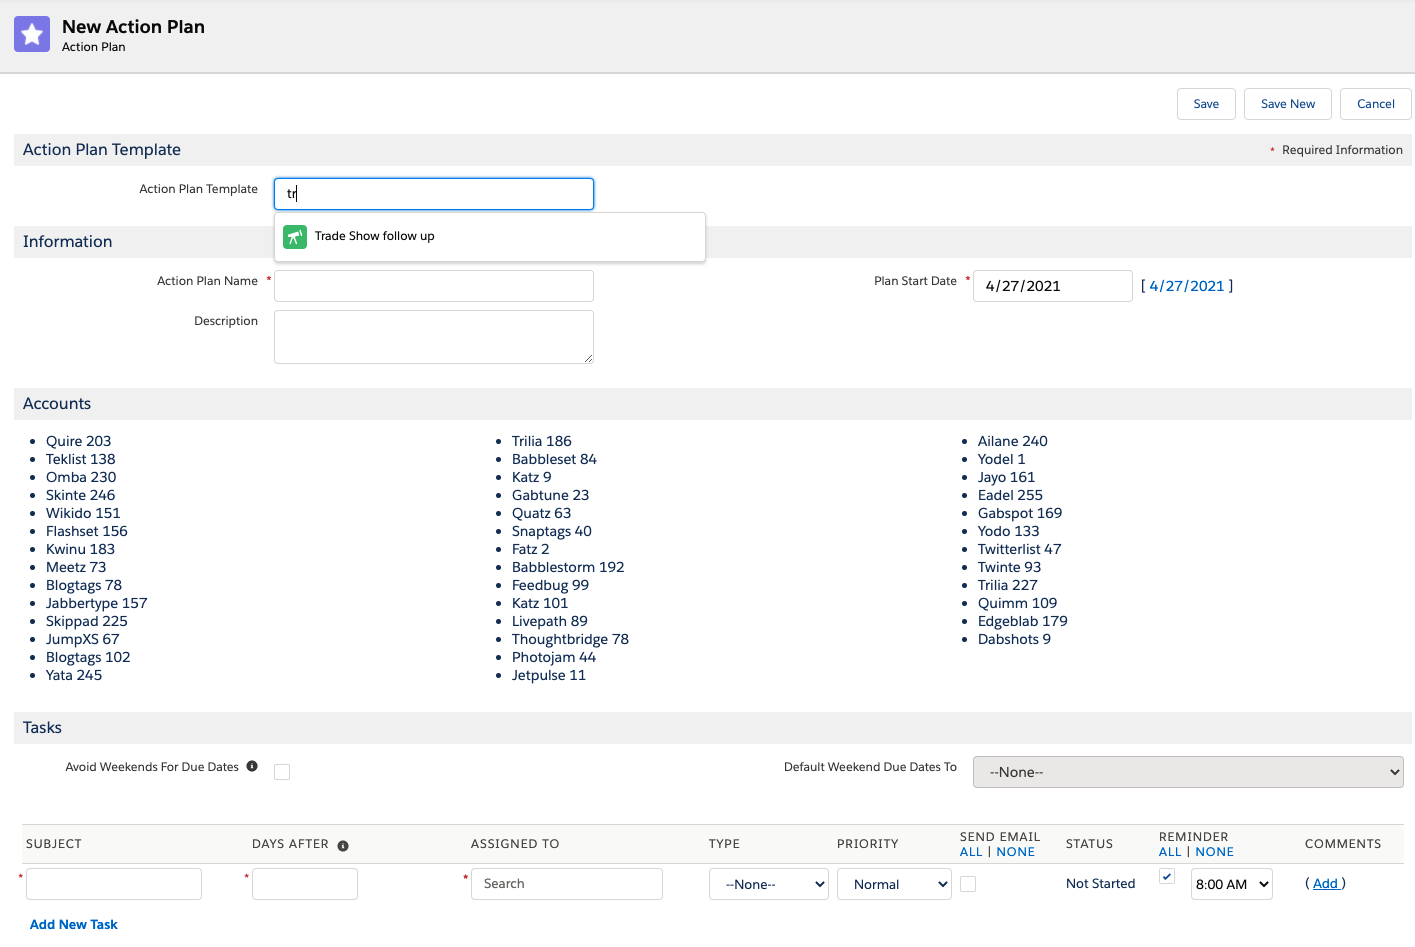 New Action Plan
Action Plan
Save Save New Cancel
Action Plan Template * Required Information
Action Plan Template tr
Trade Show follow up
Information
Action Plan Name * Plan Start Date * 4/27/2021 [ 4/27/2021 ]
Description
Accounts
• Quire 203
• Teklist 138
• Omba 230
• Skinte 246
• Wikido 151
• Flashset 156
• Kwinu 183
• Meetz 73
• Blogtags 78
• Jabbertype 157
• Skippad 225
• JumpXS 67
• Blogtags 102
• Yata 245
• Trilia 186
• Babbleset 84
• Katz 9
• Gabtune 23
• Quatz 63
• Snaptags 40
• Fatz 2
• Babblestorm 192
• Feedbug 99
• Katz 101
• Livepath 89
• Thoughtbridge 78
• Photojam 44
• Jetpulse 11
• Ailane 240
• Yodel 1
• Jayo 161
• Eadel 255
• Gabspot 169
• Yodo 133
• Twitterlist 47
• Twinte 93
• Trilia 227
• Quimm 109
• Edgeblab 179
• Dabshots 9
Tasks
Avoid Weekends For Due Dates Default Weekend Due Dates To --None--
SUBJECT DAYS AFTER ASSIGNED TO TYPE PRIORITY SEND EMAIL ALL | NONE STATUS REMINDER ALL | NONE COMMENTS
* * * Search --None-- Normal Not Started 8:00 AM ( Add )
Add New Task